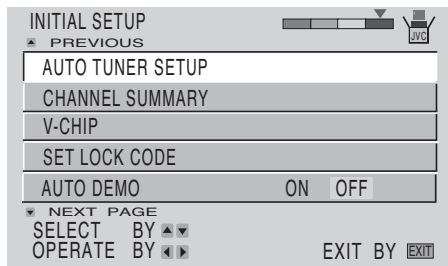 INITIAL SETUP
JVC
PREVIOUS
AUTO TUNER SETUP
CHANNEL SUMMARY
V-CHIP
SET LOCK CODE
AUTO DEMO ON OFF
NEXT PAGE
SELECT BY
OPERATE BY
EXIT BY EXIT